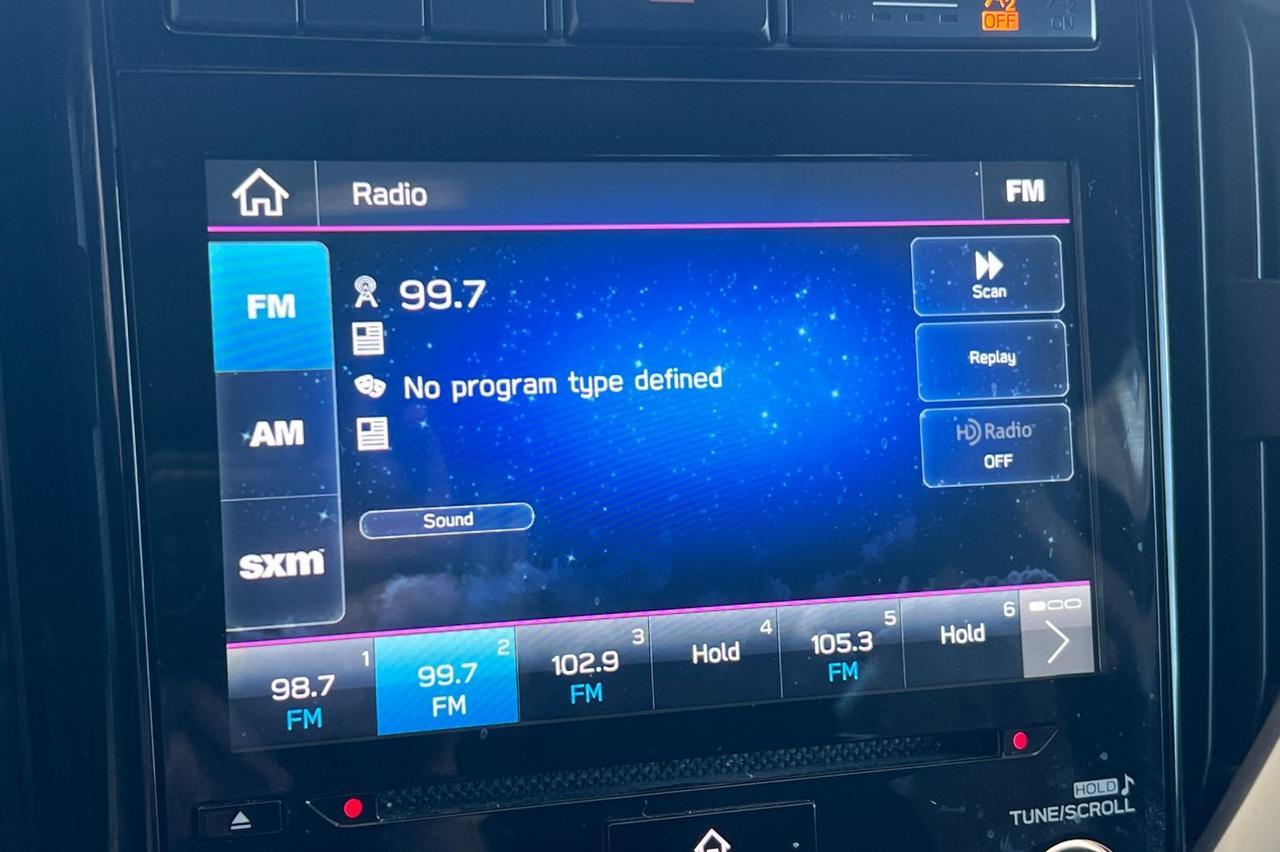 OFF
ON
Radio
FM
FM
99.7
Scan
No program type defined
Replay
AM
HD Radio
OFF
Sound
sxm
1
98.7
FM
2
99.7
FM
3
102.9
FM
4
Hold
5
105.3
FM
6
Hold
HOLD
TUNE/SCROLL